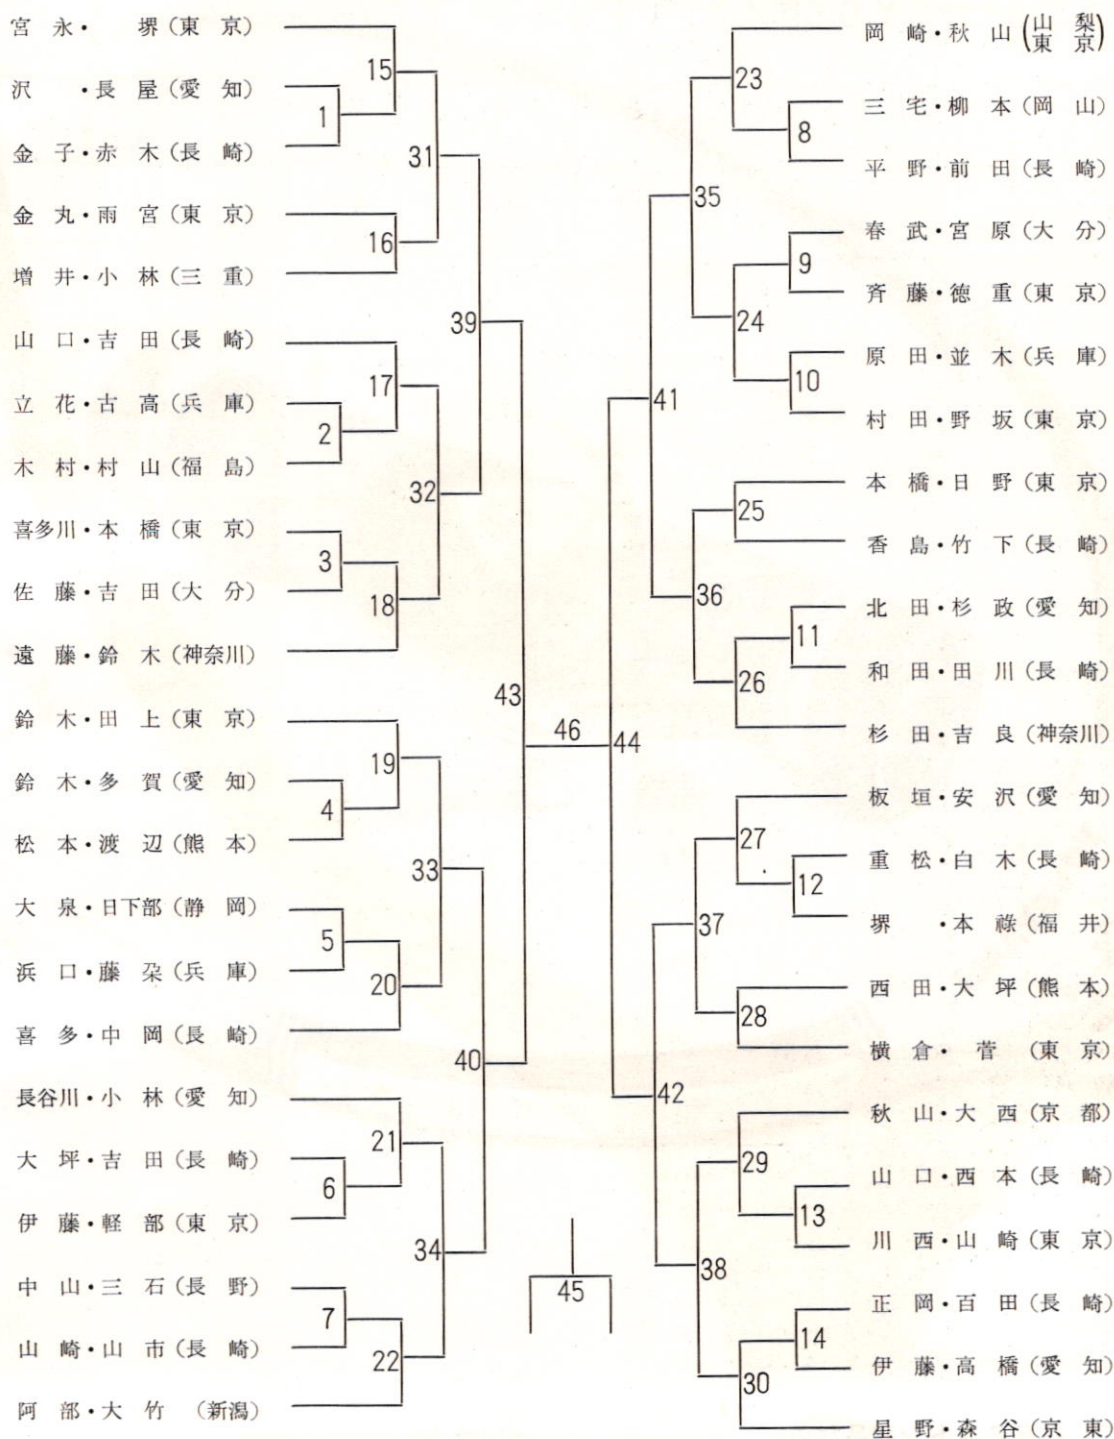 宮永・堺（東京）
沢・長屋（愛知）
金子・赤木（長崎）
金丸・雨宮（東京）
増井・小林（三重）
山口・吉田（長崎）
立花・古高（兵庫）
木村・村山（福島）
喜多川・本橋（東京）
佐藤・吉田（大分）
遠藤・鈴木（神奈川）
鈴木・田上（東京）
鈴木・多賀（愛知）
松本・渡辺（熊本）
大泉・日下部（静岡）
浜口・藤朶（兵庫）
喜多・中岡（長崎）
長谷川・小林（愛知）
大坪・吉田（長崎）
伊藤・軽部（東京）
中山・三石（長野）
山崎・山市（長崎）
阿部・大竹（新潟）
15
1
31
16
39
17
2
32
3
18
43
19
4
33
5
20
40
21
6
34
7
22
46
45
44
23
8
35
9
24
10
41
25
36
11
26
27
12
37
28
42
29
13
38
14
30
岡崎・秋山（山梨
東京）
三宅・柳本（岡山）
平野・前田（長崎）
春武・宮原（大分）
斉藤・徳重（東京）
原田・並木（兵庫）
村田・野坂（東京）
本橋・日野（東京）
香島・竹下（長崎）
北田・杉政（愛知）
和田・田川（長崎）
杉田・吉良（神奈川）
板垣・安沢（愛知）
重松・白木（長崎）
堺・本祿（福井）
西田・大坪（熊本）
横倉・菅（東京）
秋山・大西（京都）
山口・西本（長崎）
川西・山崎（東京）
正岡・百田（長崎）
伊藤・高橋（愛知）
星野・森谷（京東）